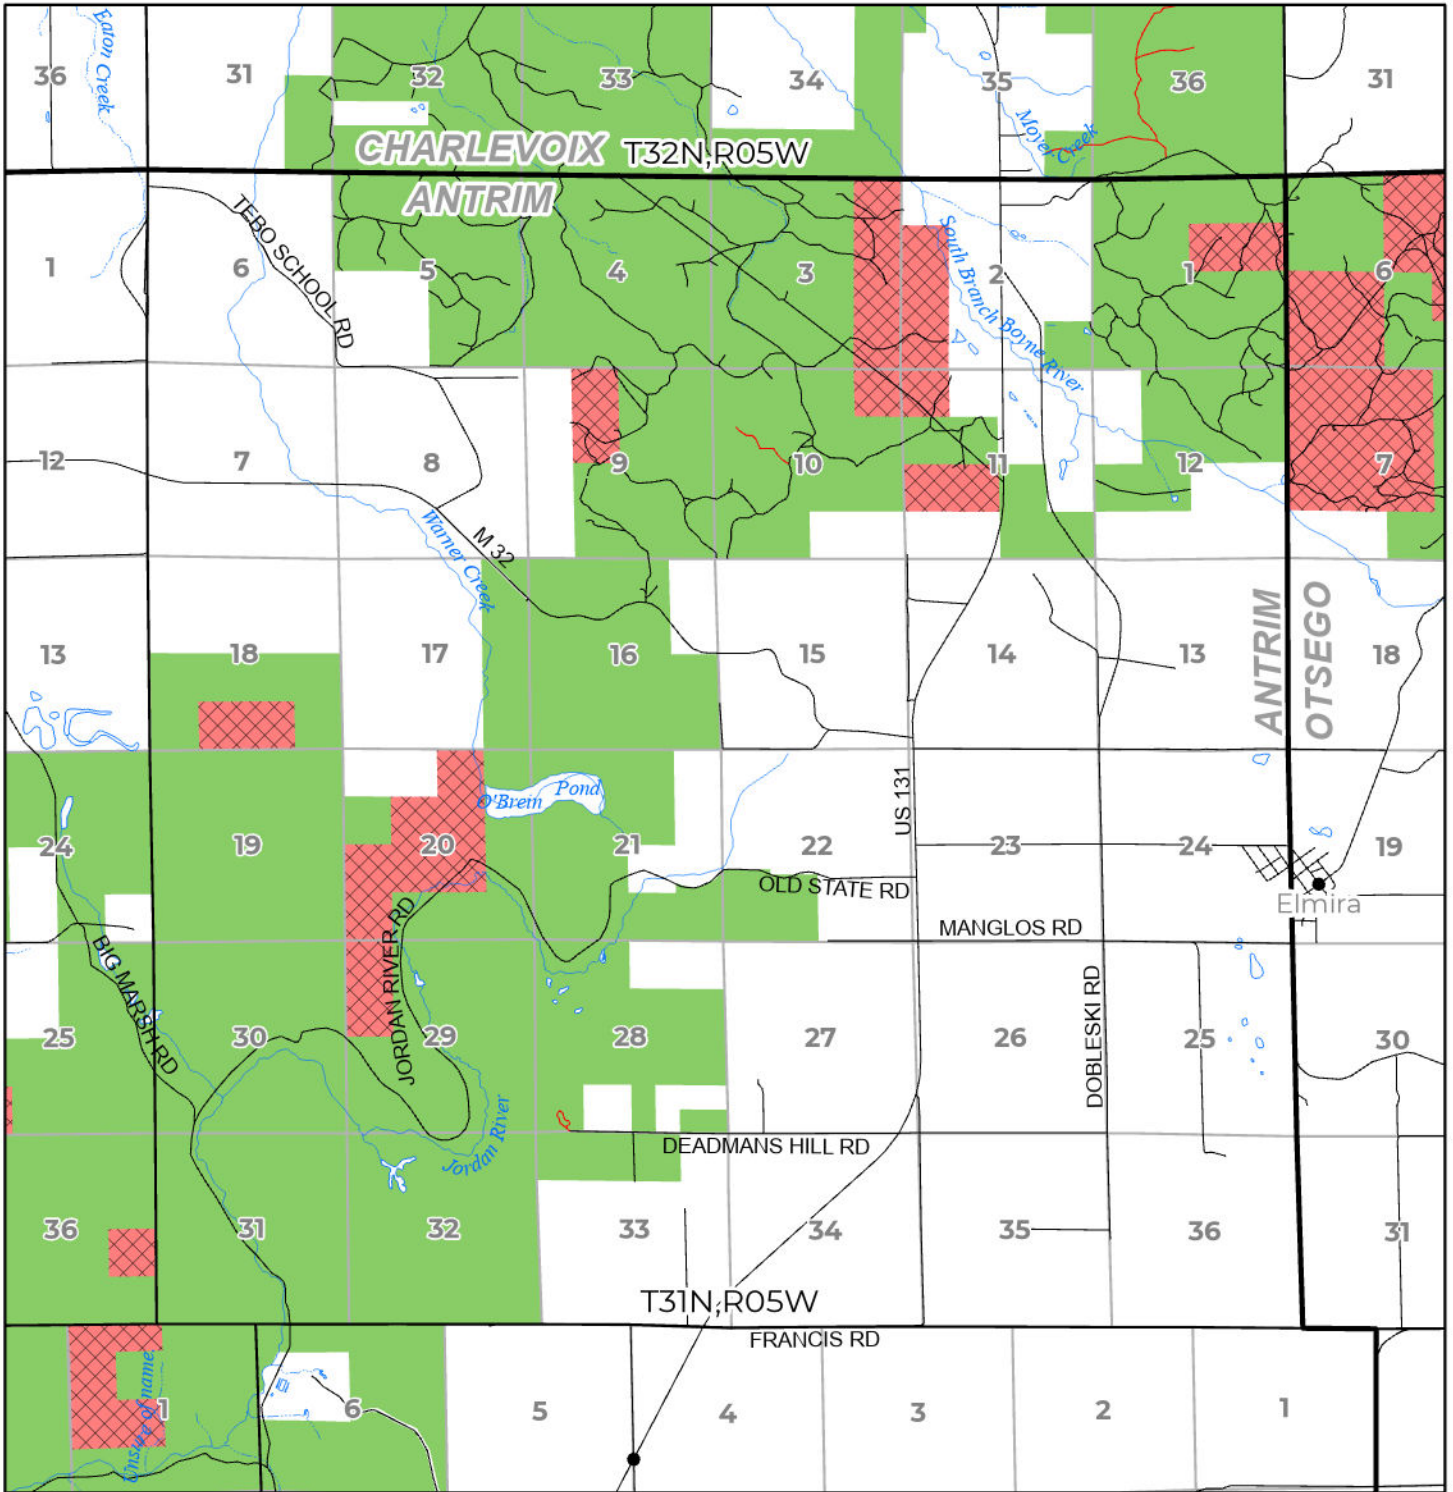 Eaton Creek
36
31
32
33
34
35
36
31
Moyer Creek
CHARLEVOIX
T32N,R05W
ANTRIM
TEBO SCHOOL RD
1
6
5
4
3
2
1
6
South Branch Boyne River
12
7
8
9
10
11
12
7
Warner Creek
M 32
ANTRIM
OTSEGO
13
18
17
16
15
14
13
18
O'Brein Pond
US 131
24
19
20
21
22
23
24
19
OLD STATE RD
Elmira
MANGLOS RD
BIG MARSH RD
JORDAN RIVER RD
DOBLESKI RD
25
30
29
28
27
26
25
30
Jordan River
DEADMANS HILL RD
36
31
32
33
34
35
36
31
T31N,R05W
FRANCIS RD
Unsure of name
1
6
5
4
3
2
1